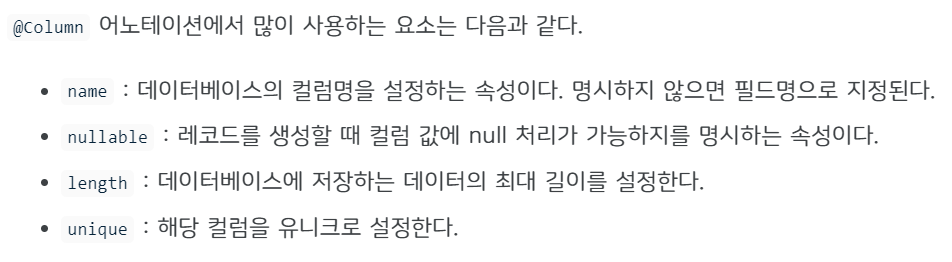 @Column 어노테이션에서 많이 사용하는 요소는 다음과 같다.
• name : 데이터베이스의 컬럼명을 설정하는 속성이다. 명시하지 않으면 필드명으로 지정된다.
• nullable : 레코드를 생성할 때 컬럼 값에 null 처리가 가능하지를 명시하는 속성이다.
• length : 데이터베이스에 저장하는 데이터의 최대 길이를 설정한다.
• unique : 해당 컬럼을 유니크로 설정한다.